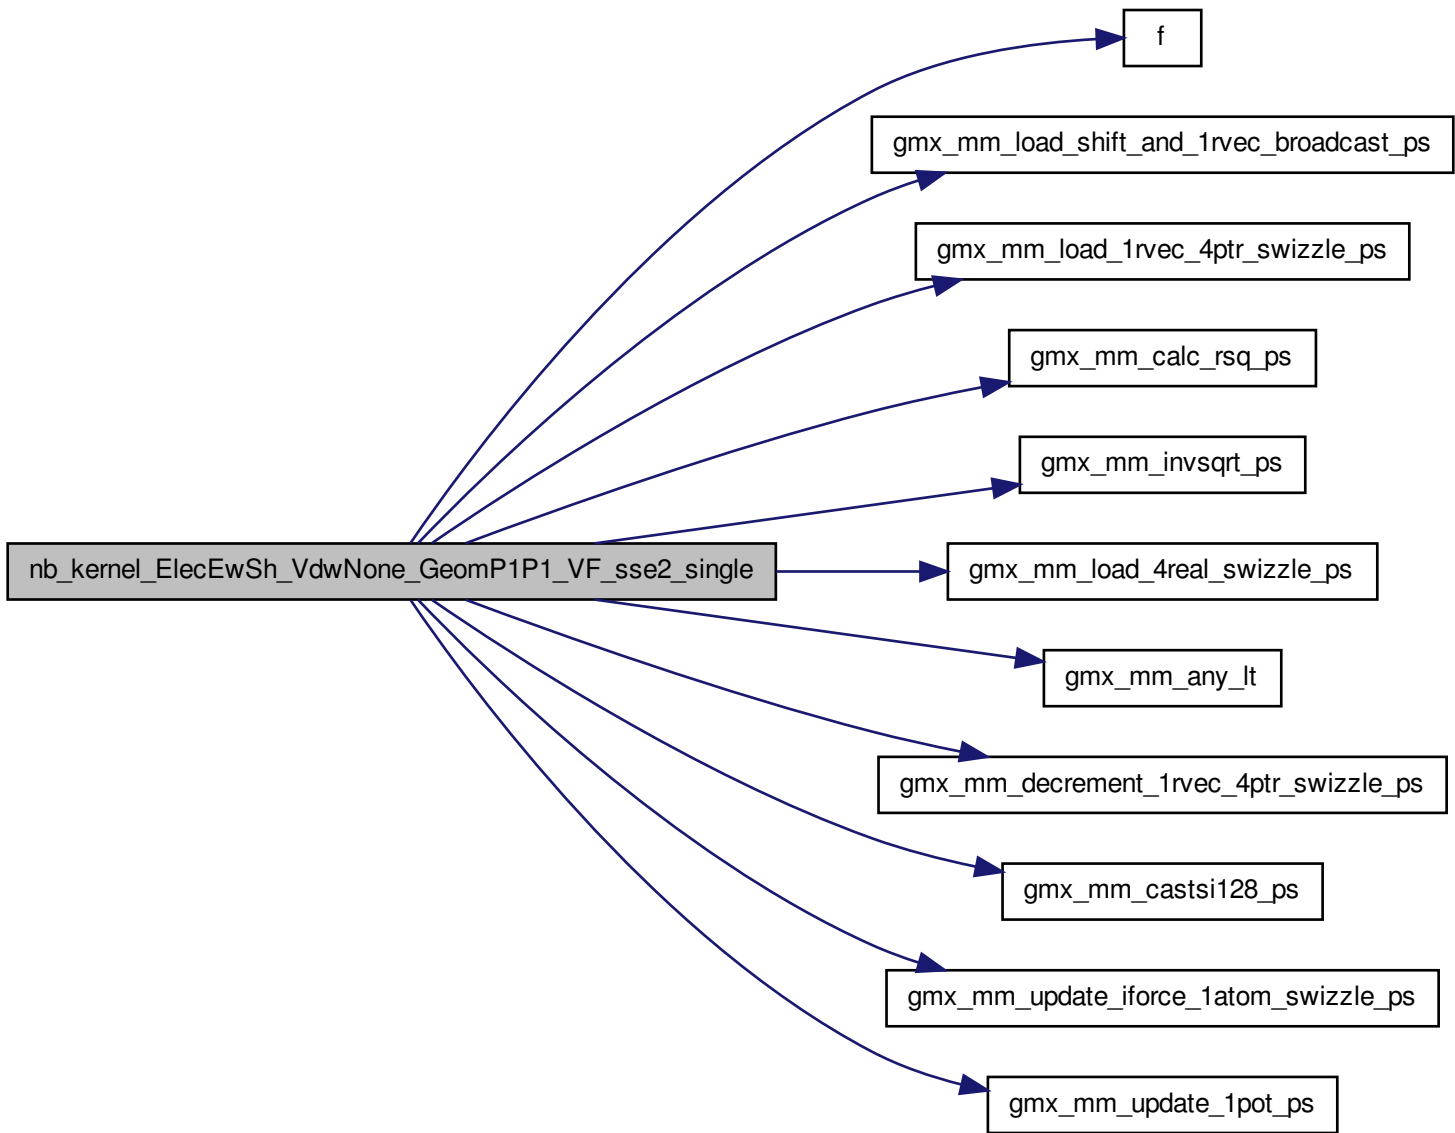 f
gmx_mm_load_shift_and_1rvec_broadcast_ps
gmx_mm_load_1rvec_4ptr_swizzle_ps
gmx_mm_calc_rsq_ps
gmx_mm_invsqrt_ps
nb_kernel_ElecEwSh_VdwNone_GeomP1P1_VF_sse2_single
gmx_mm_load_4real_swizzle_ps
gmx_mm_any_lt
gmx_mm_decrement_1rvec_4ptr_swizzle_ps
gmx_mm_castsi128_ps
gmx_mm_update_iforce_1atom_swizzle_ps
gmx_mm_update_1pot_ps